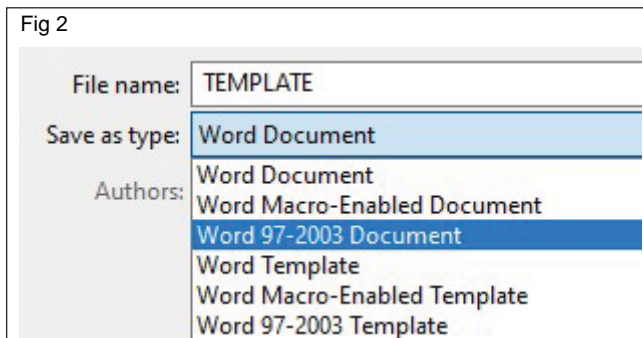 Fig 2
File name: TEMPLATE
Save as type: Word Document
Authors: Word Document
Word Macro-Enabled Document
Word 97-2003 Document
Word Template
Word Macro-Enabled Template
Word 97-2003 Template